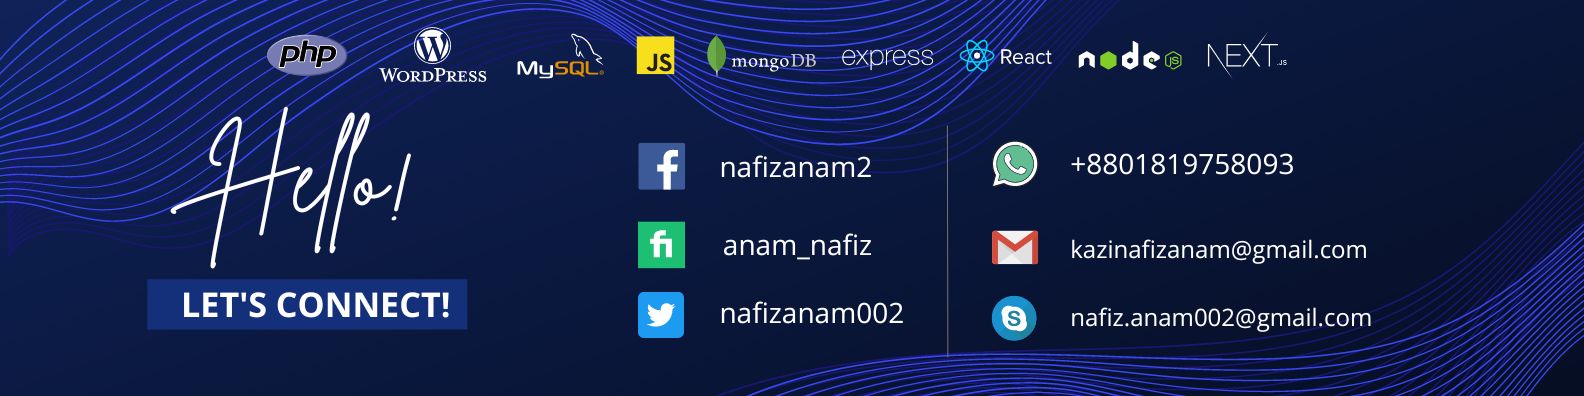 php
WORDPRESS
MySQL®
JS
mongoDB
express
React
node JS
NEXT.JS
Hello!
LET'S CONNECT!
nafizanam2
anam_nafiz
nafizanam002
+8801819758093
kazinafizanam@gmail.com
nafiz.anam002@gmail.com